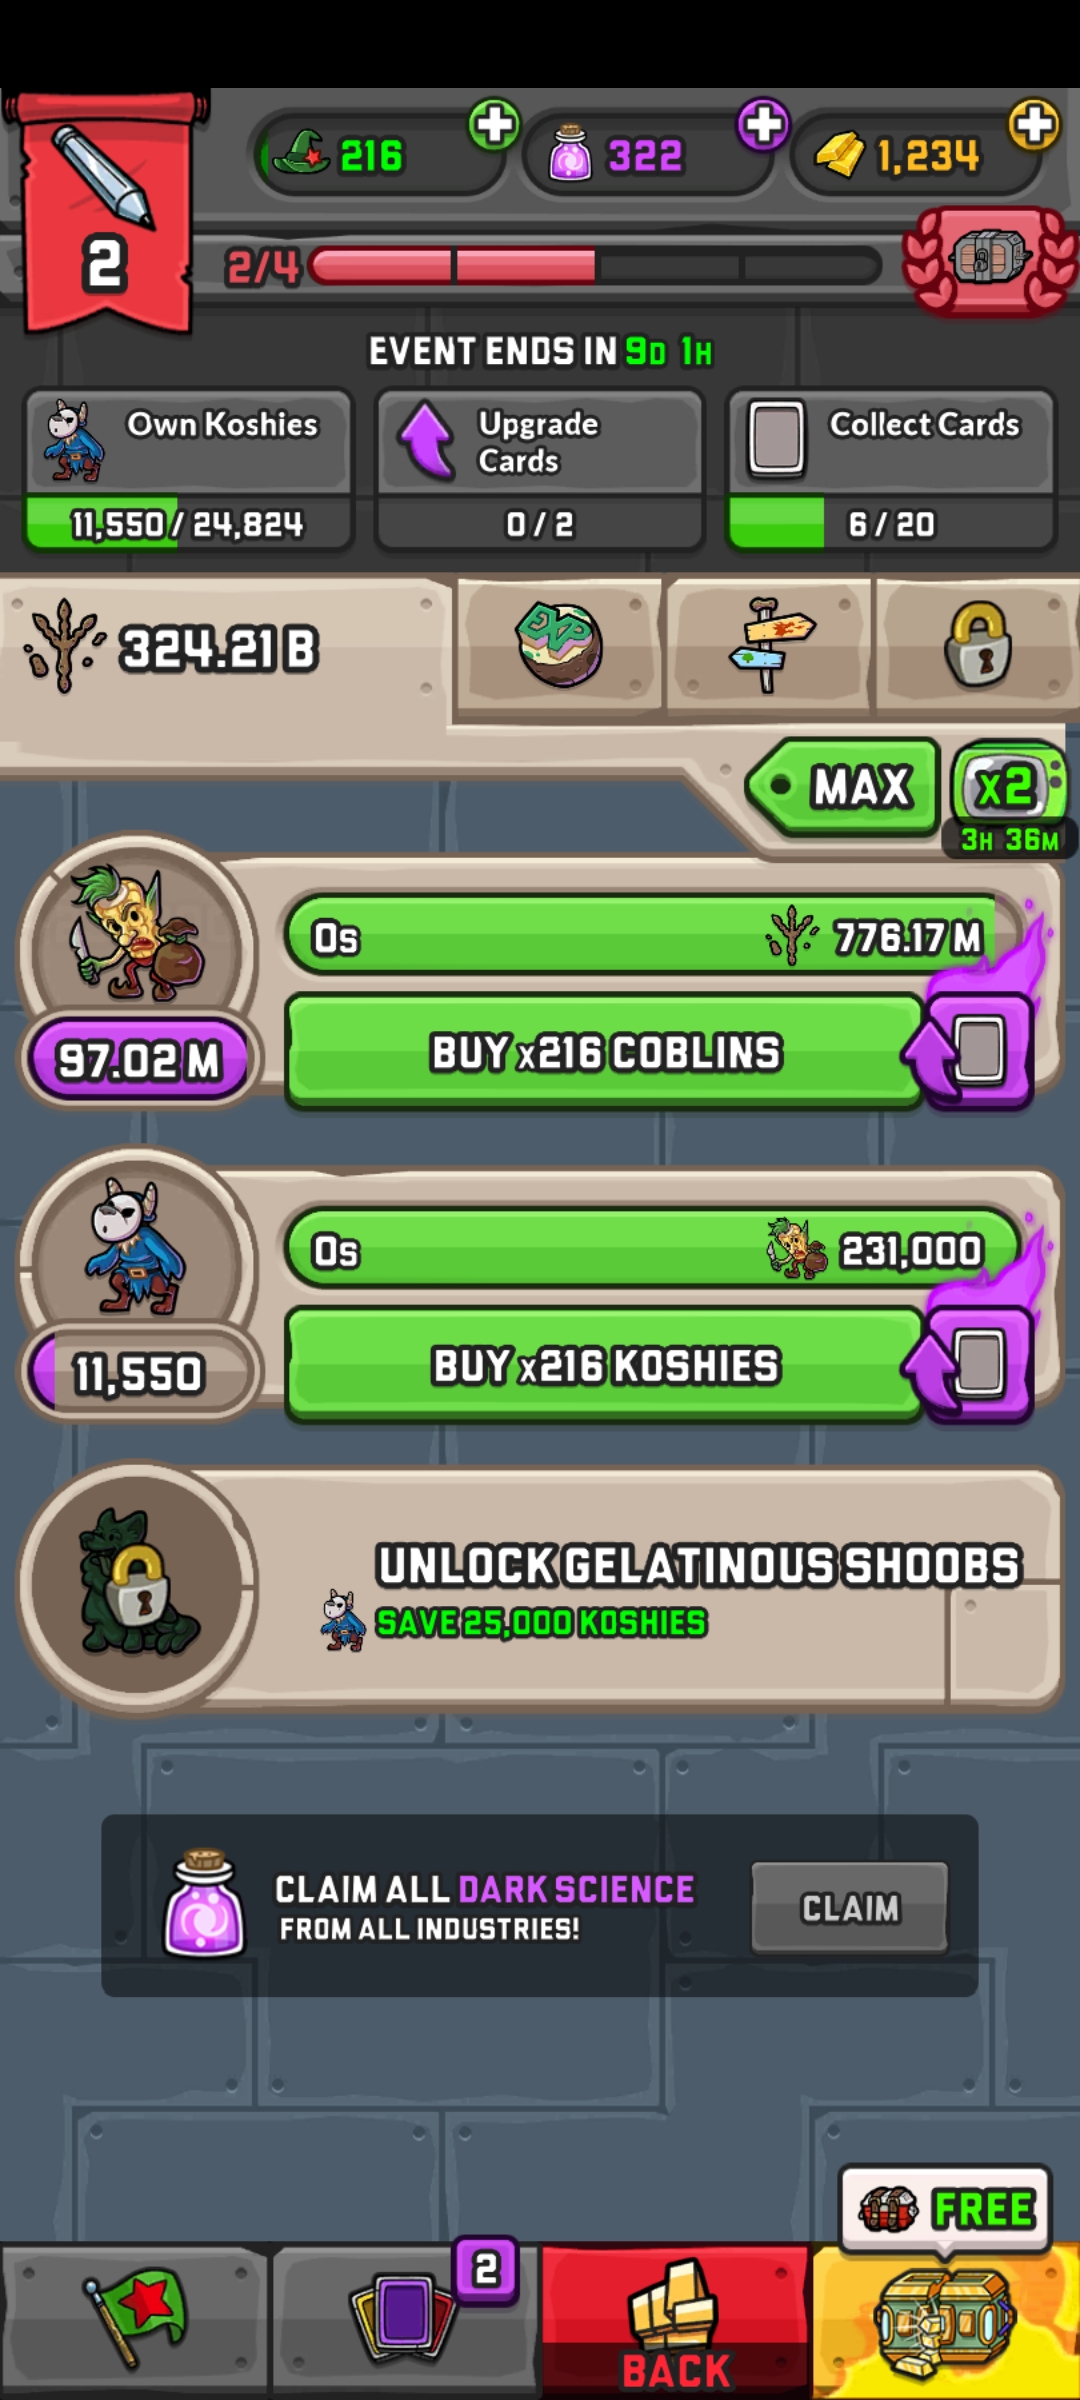 216
322
1,234
2
2/4
EVENT ENDS IN 9D 1H
Own Koshies
Upgrade
Cards
Collect Cards
11,550 / 24,824
0 / 2
6 / 20
324.21 B
EXP
MAX
x2
3H 36M
0s
776.17 M
97.02 M
BUY x216 COBLINS
0s
231,000
11,550
BUY x216 KOSHIES
UNLOCK GELATINOUS SHOOBS
SAVE 25,000 KOSHIES
CLAIM ALL DARK SCIENCE
FROM ALL INDUSTRIES!
CLAIM
FREE
2
BACK